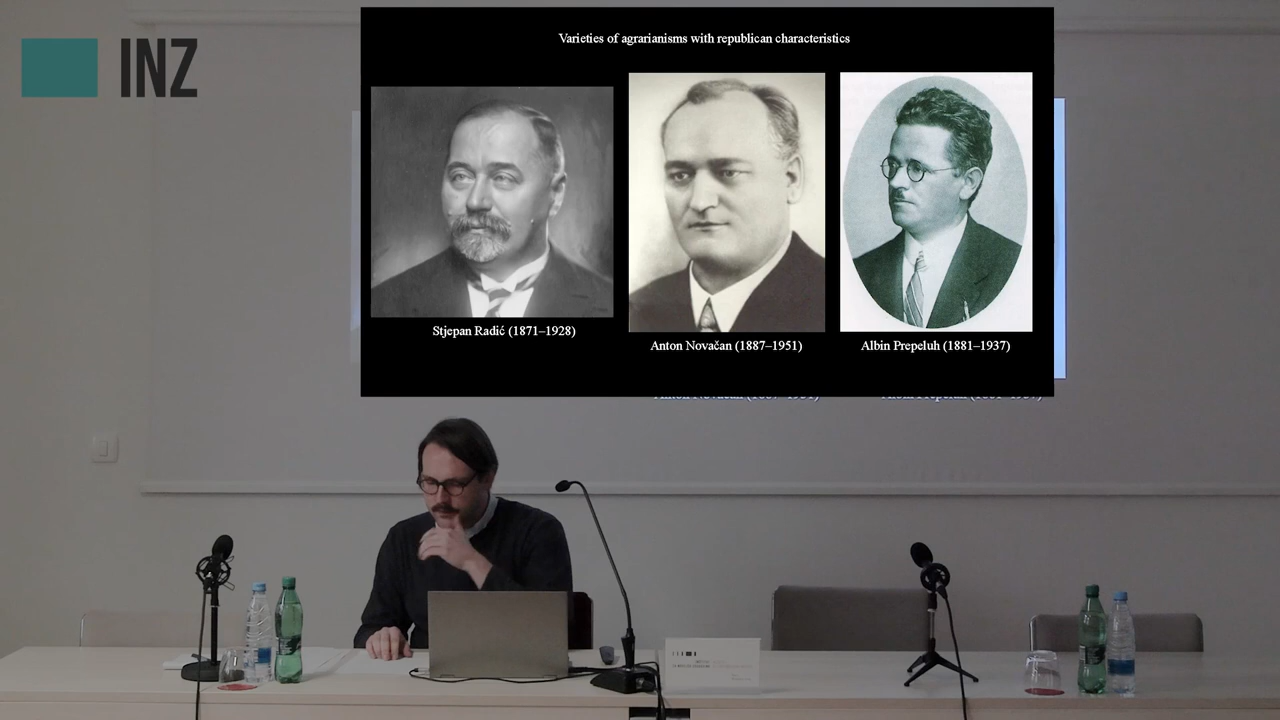 INZ
Varieties of agrarianisms with republican characteristics
Stjepan Radić (1871–1928)
Anton Novačan (1887–1951)
Albin Prepeluh (1881–1937)